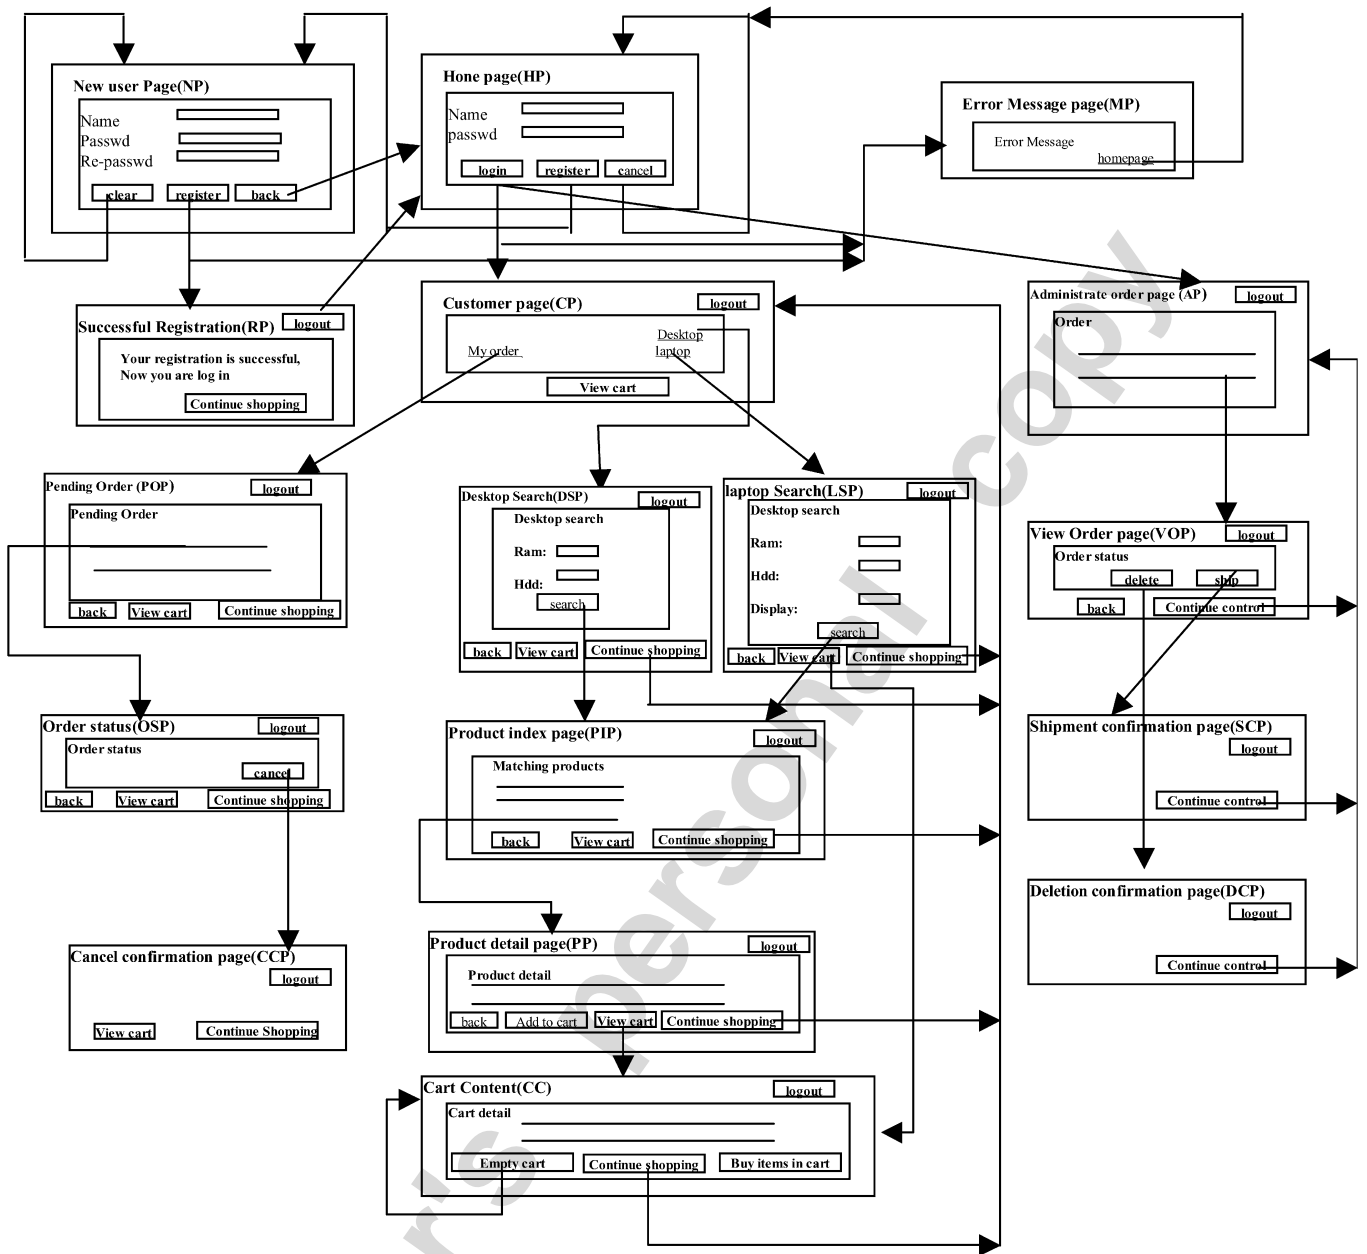 New user Page(NP)
Name
Passwd
Re-passwd
clear
register
back
Hone page(HP)
Name
passwd
login
register
cancel
Error Message page(MP)
Error Message
homepage
Successful Registration(RP)
logout
Your registration is successful,
Now you are log in
Continue shopping
Customer page(CP)
logout
My order
Desktop
laptop
View cart
Administrate order page (AP)
logout
Order
Pending Order (POP)
logout
Pending Order
back
View cart
Continue shopping
Desktop Search(DSP)
logout
Desktop search
Ram:
Hdd:
search
back
View cart
Continue shopping
laptop Search(LSP)
logout
Desktop search
Ram:
Hdd:
Display:
search
back
View cart
Continue shopping
View Order page(VOP)
logout
Order status
delete
ship
back
Continue control
Order status(OSP)
logout
Order status
cancel
back
View cart
Continue shopping
Product index page(PIP)
logout
Matching products
back
View cart
Continue shopping
Shipment confirmation page(SCP)
logout
Continue control
Deletion confirmation page(DCP)
logout
Continue control
Cancel confirmation page(CCP)
logout
View cart
Continue Shopping
Product detail page(PP)
logout
Product detail
back
Add to cart
View cart
Continue shopping
Cart Content(CC)
logout
Cart detail
Empty cart
Continue shopping
Buy items in cart
r's personal copy